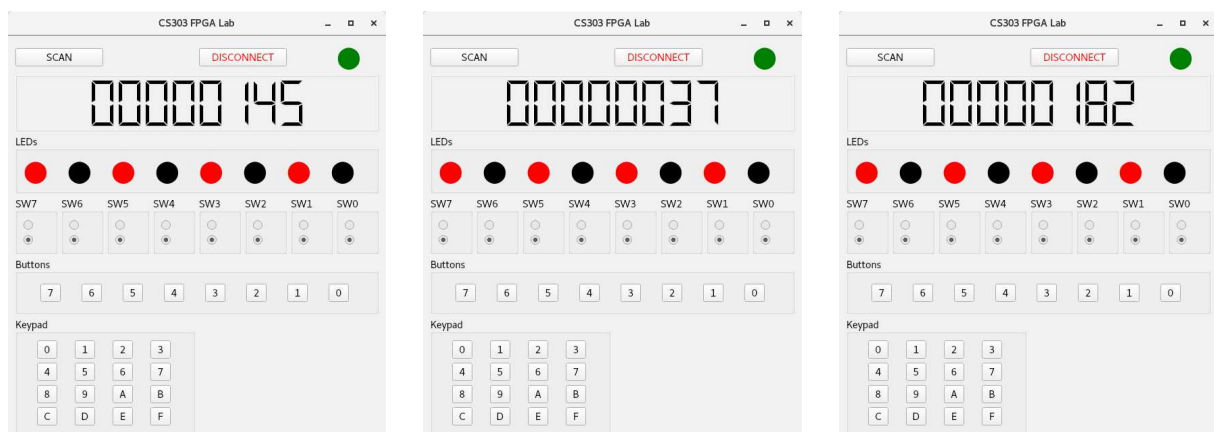 CS303 FPGA Lab
SCAN DISCONNECT
00000145
LEDs
SW7 SW6 SW5 SW4 SW3 SW2 SW1 SW0
Buttons
7 6 5 4 3 2 1 0
Keypad
0 1 2 3
4 5 6 7
8 9 A B
C D E F
CS303 FPGA Lab
SCAN DISCONNECT
00000037
LEDs
SW7 SW6 SW5 SW4 SW3 SW2 SW1 SW0
Buttons
7 6 5 4 3 2 1 0
Keypad
0 1 2 3
4 5 6 7
8 9 A B
C D E F
CS303 FPGA Lab
SCAN DISCONNECT
00000182
LEDs
SW7 SW6 SW5 SW4 SW3 SW2 SW1 SW0
Buttons
7 6 5 4 3 2 1 0
Keypad
0 1 2 3
4 5 6 7
8 9 A B
C D E F